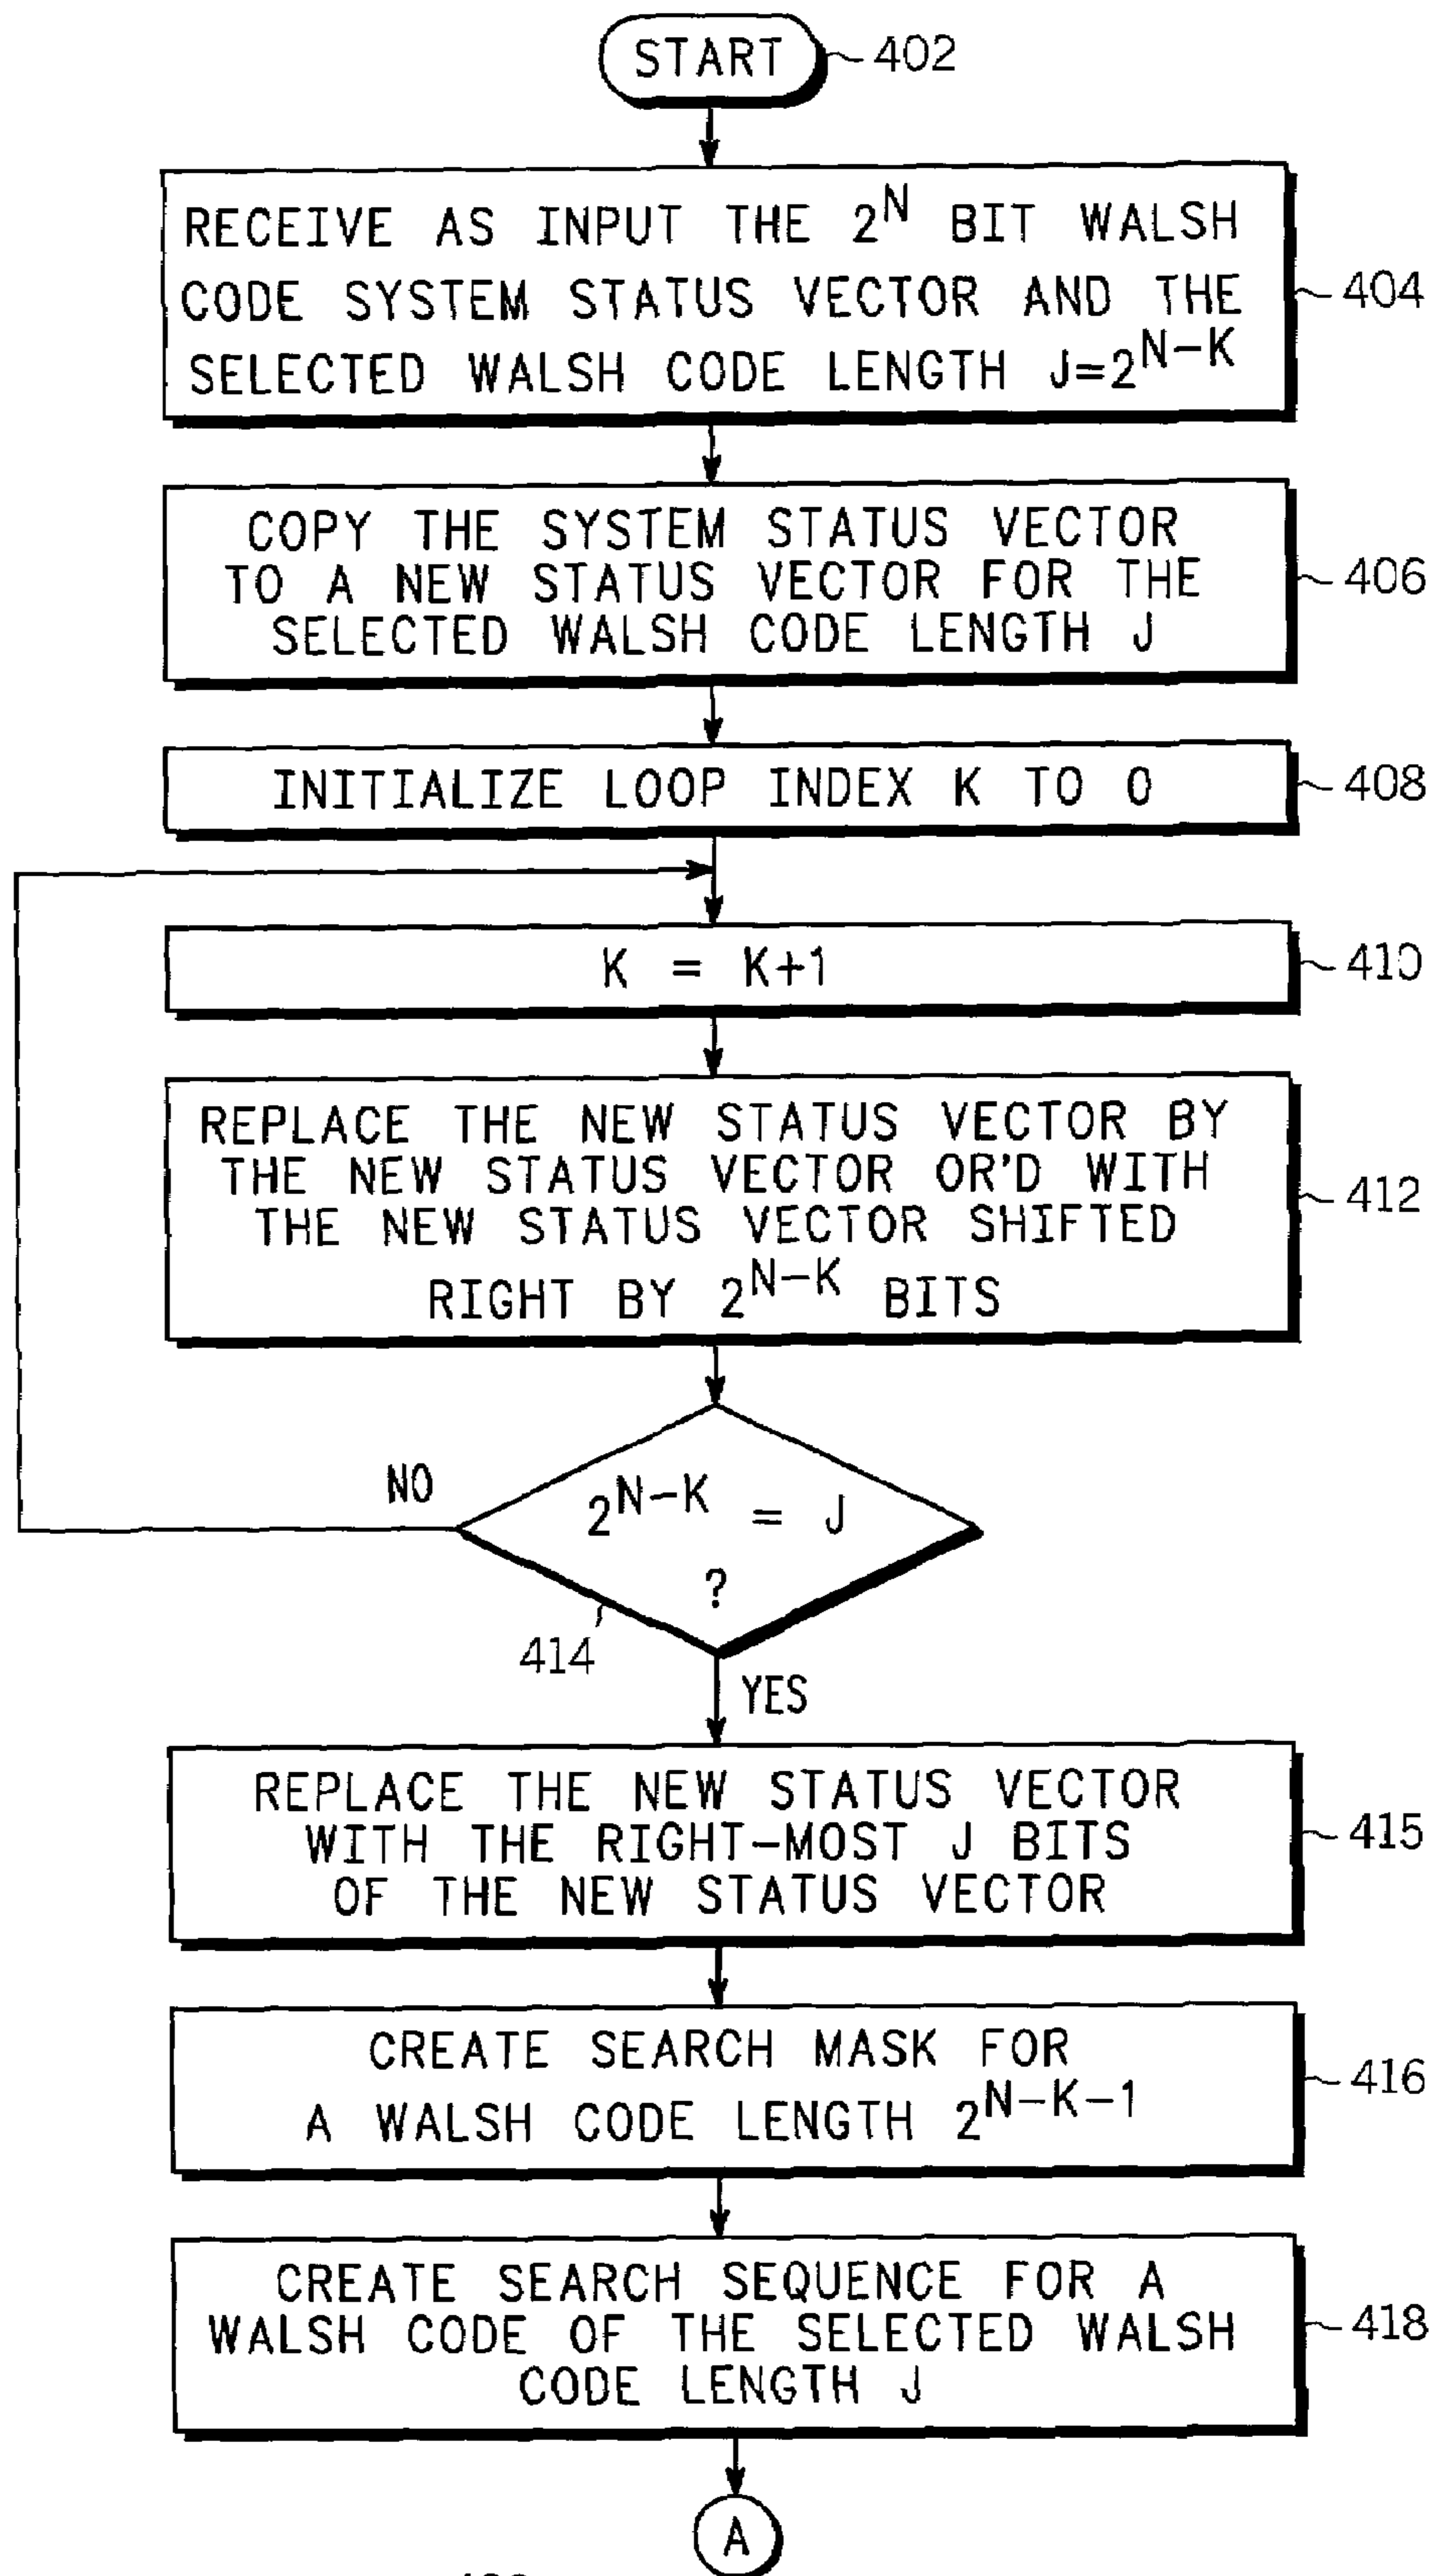 START 402
RECEIVE AS INPUT THE 2^N BIT WALSH
CODE SYSTEM STATUS VECTOR AND THE
SELECTED WALSH CODE LENGTH J=2^N-K
404
COPY THE SYSTEM STATUS VECTOR
TO A NEW STATUS VECTOR FOR THE
SELECTED WALSH CODE LENGTH J
406
INITIALIZE LOOP INDEX K TO 0
408
K = K+1
410
REPLACE THE NEW STATUS VECTOR BY
THE NEW STATUS VECTOR OR'D WITH
THE NEW STATUS VECTOR SHIFTED
RIGHT BY 2^N-K BITS
412
NO
2^N-K = J
?
414
YES
REPLACE THE NEW STATUS VECTOR
WITH THE RIGHT-MOST J BITS
OF THE NEW STATUS VECTOR
415
CREATE SEARCH MASK FOR
A WALSH CODE LENGTH 2^N-K-1
416
CREATE SEARCH SEQUENCE FOR A
WALSH CODE OF THE SELECTED WALSH
CODE LENGTH J
418
A